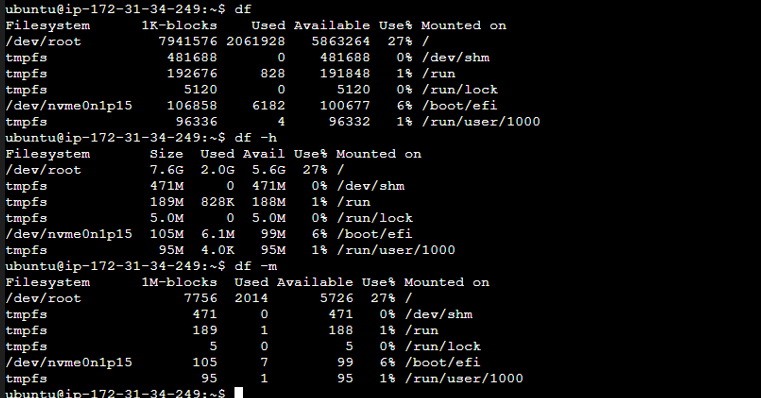 ubuntu@ip-172-31-34-249:~$ df
Filesystem      1K-blocks    Used Available Use% Mounted on
/dev/root         7941576 2061928   5863264  27% /
tmpfs              481688       0    481688   0% /dev/shm
tmpfs              192676     828    191848   1% /run
tmpfs                5120       0      5120   0% /run/lock
/dev/nvme0n1p15    106858    6182    100677   6% /boot/efi
tmpfs               96336       4     96332   1% /run/user/1000
ubuntu@ip-172-31-34-249:~$ df -h
Filesystem       Size  Used Avail Use% Mounted on
/dev/root        7.6G  2.0G  5.6G  27% /
tmpfs            471M     0  471M   0% /dev/shm
tmpfs            189M  828K  188M   1% /run
tmpfs            5.0M     0  5.0M   0% /run/lock
/dev/nvme0n1p15  105M  6.1M   99M   6% /boot/efi
tmpfs             95M  4.0K   95M   1% /run/user/1000
ubuntu@ip-172-31-34-249:~$ df -m
Filesystem      1M-blocks  Used Available Use% Mounted on
/dev/root            7756  2014      5726  27% /
tmpfs                 471     0       471   0% /dev/shm
tmpfs                 189     1       188   1% /run
tmpfs                   5     0         5   0% /run/lock
/dev/nvme0n1p15       105     7        99   6% /boot/efi
tmpfs                  95     1        95   1% /run/user/1000
ubuntu@ip-172-31-34-249:~$